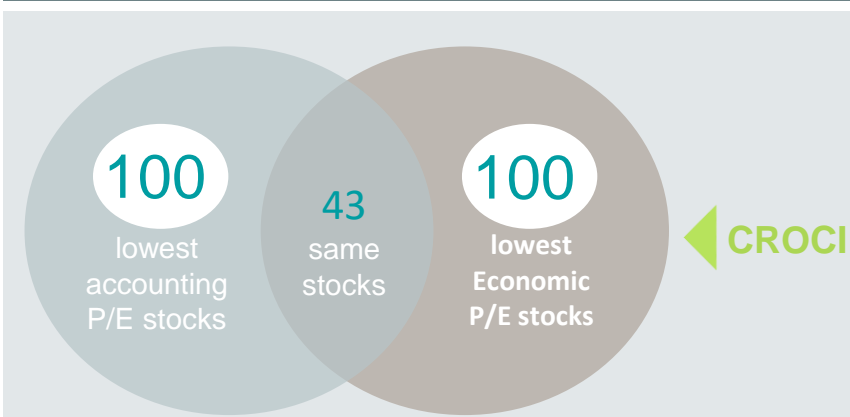 100
lowest
accounting
P/E stocks
43
same
stocks
100
lowest
Economic
P/E stocks
CROCI